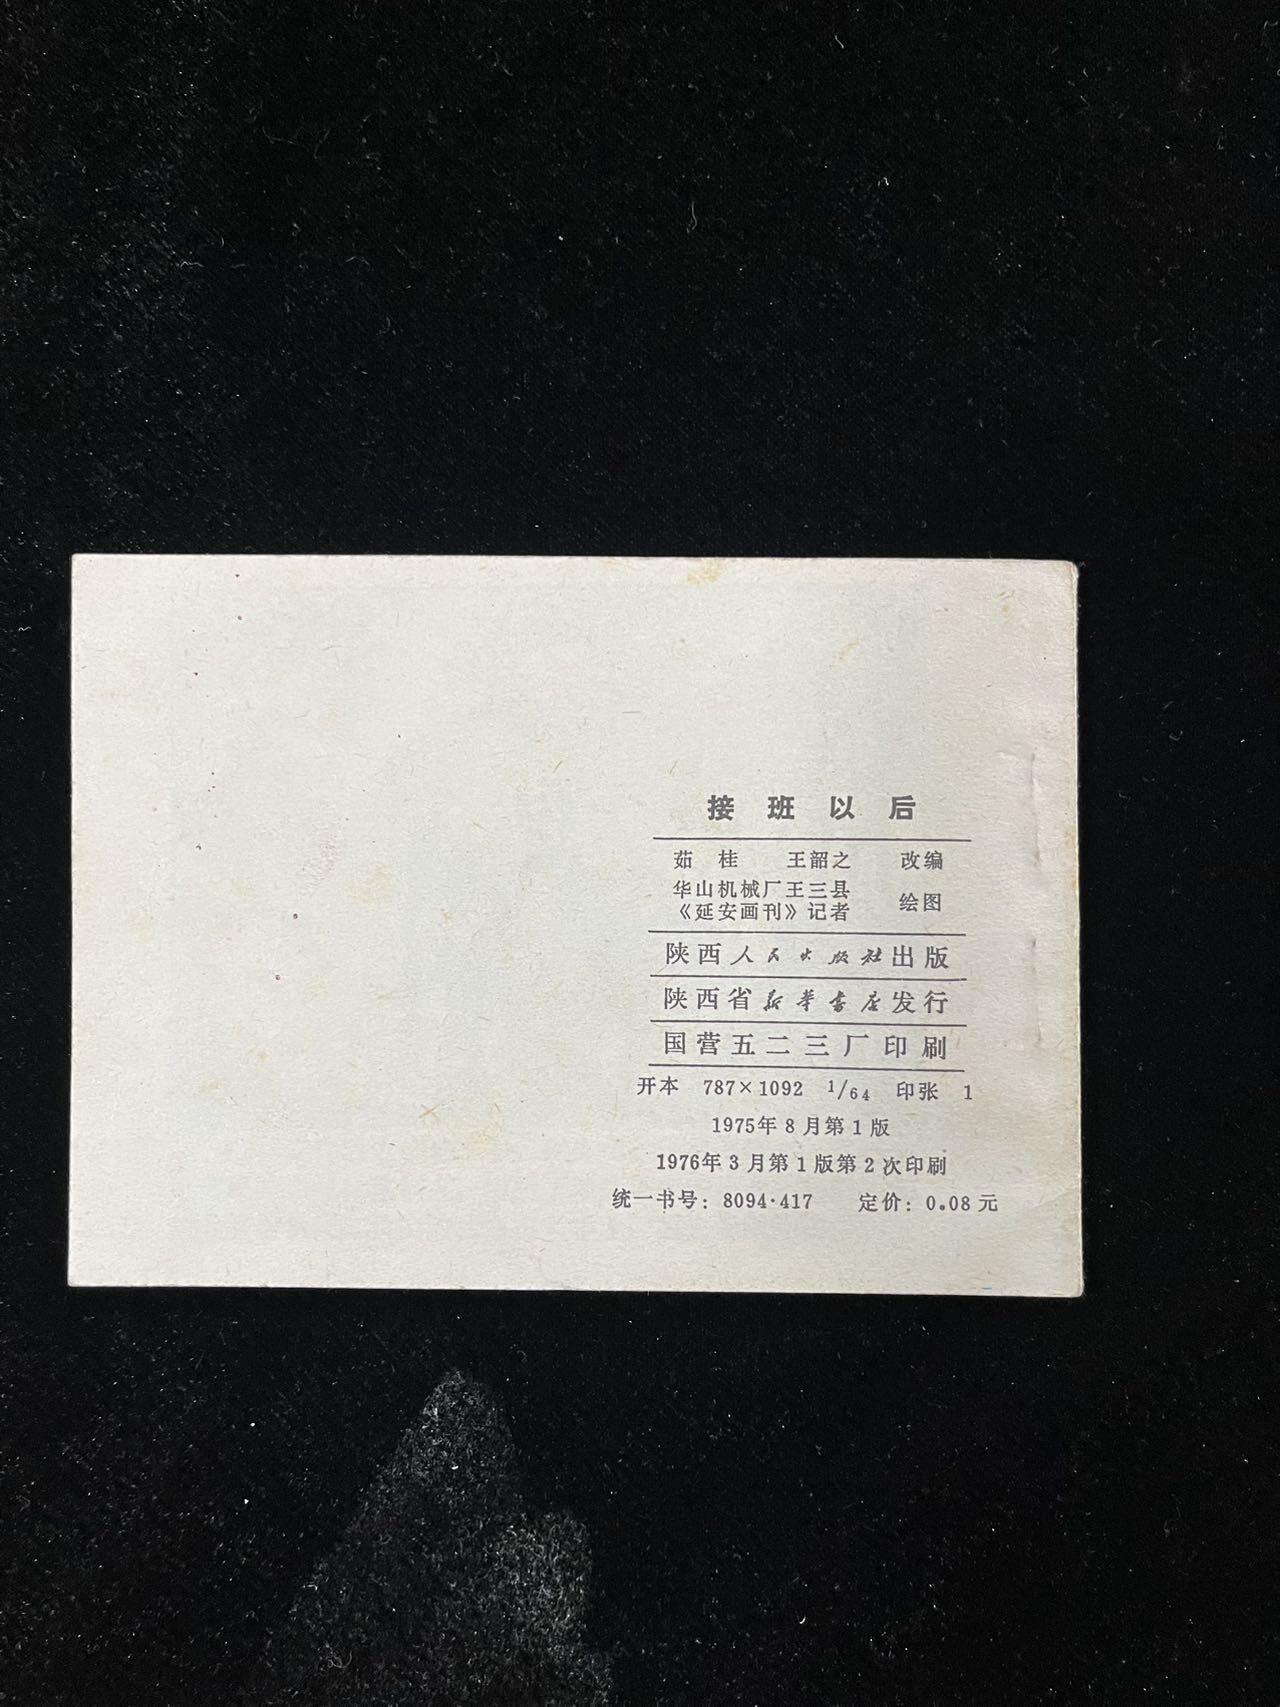 接班以后
茹桂 王韶之 改编
华山机械厂王三县
《延安画刊》记者 绘图
陕西人民出版社出版
陕西省新华书店发行
国营五二三厂印刷
开本 787×1092 1/64 印张 1
1975年8月第1版
1976年3月第1版第2次印刷
统一书号：8094·417 定价：0.08元